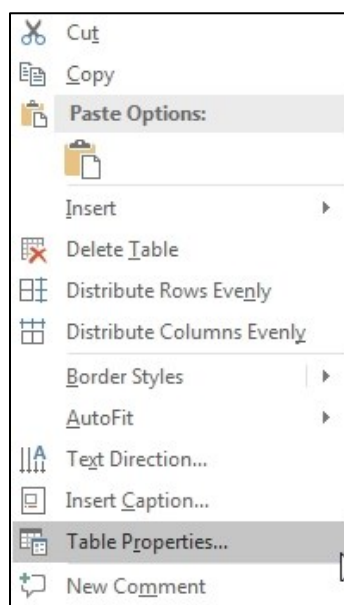 Cut
Copy
Paste Options:
Insert
Delete Table
Distribute Rows Evenly
Distribute Columns Evenly
Border Styles
AutoFit
Text Direction...
Insert Caption...
Table Properties...
New Comment